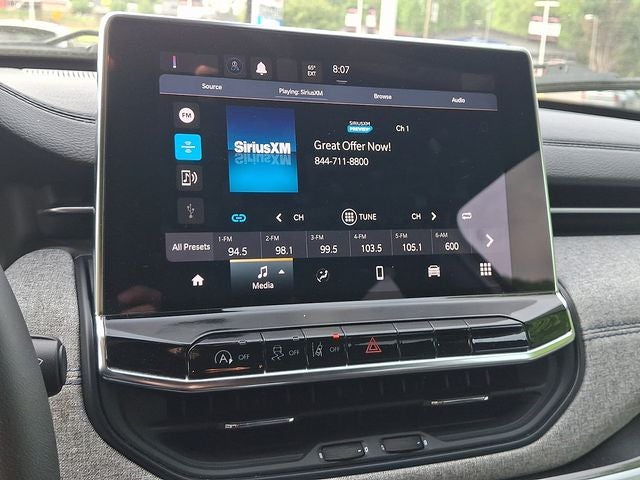 65°
EXT
8:07
Source
Playing: SiriusXM
Browse
Audio
FM
SiriusXM
SIRIUSXM
PREVIEW
Ch 1
Great Offer Now!
844-711-8800
CH
TUNE
CH
All Presets
1-FM
94.5
2-FM
98.1
3-FM
99.5
4-FM
103.5
5-FM
105.1
6-AM
600
Media
A
OFF
OFF
OFF